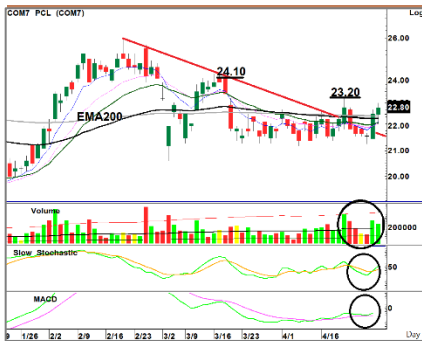 COM7 PCL (COM7) Log
26.00
24.10
24.00
23.20
22.80
EMA200
22.00
21.00
20.00
Volume
200000
Slow Stochastic
50
MACD
0
9 1/26 2/2 2/9 2/16 2/23 3/2 3/9 3/16 3/23 4/1 4/16 Day